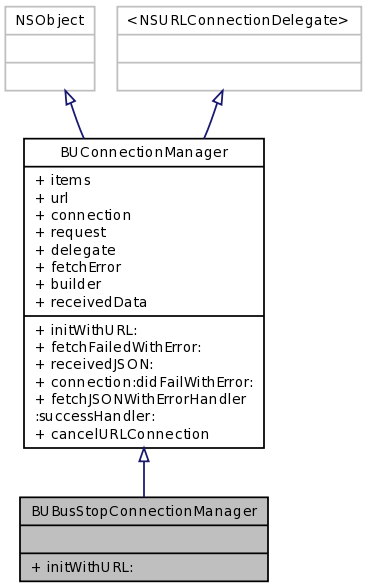 NSObject
<NSURLConnectionDelegate>
BUConnectionManager
+ items
+ url
+ connection
+ request
+ delegate
+ fetchError
+ builder
+ receivedData
+ initWithURL:
+ fetchFailedWithError:
+ receivedJSON:
+ connection:didFailWithError:
+ fetchJSONWithErrorHandler
:successHandler:
+ cancelURLConnection
BUBusStopConnectionManager
+ initWithURL: